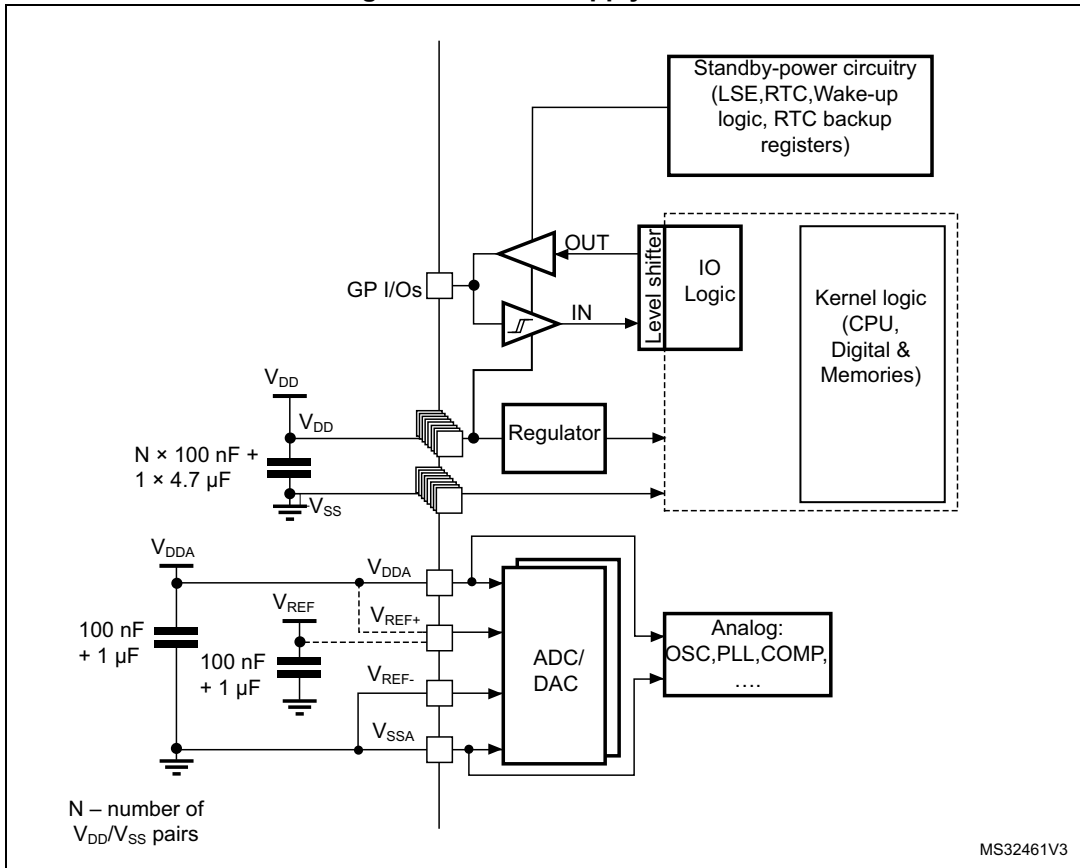 Standby-power circuitry
(LSE,RTC,Wake-up
logic, RTC backup
registers)
OUT
Level shifter
IO
Logic
GP I/Os
IN
Kernel logic
(CPU,
Digital &
Memories)
VDD
VDD
Regulator
N × 100 nF +
1 × 4.7 µF
VSS
VDDA
VDDA
VREF
VREF+
100 nF
+ 1 µF
100 nF
+ 1 µF
VREF-
ADC/
DAC
Analog:
OSC,PLL,COMP,
....
VSSA
N – number of
VDD/VSS pairs
MS32461V3